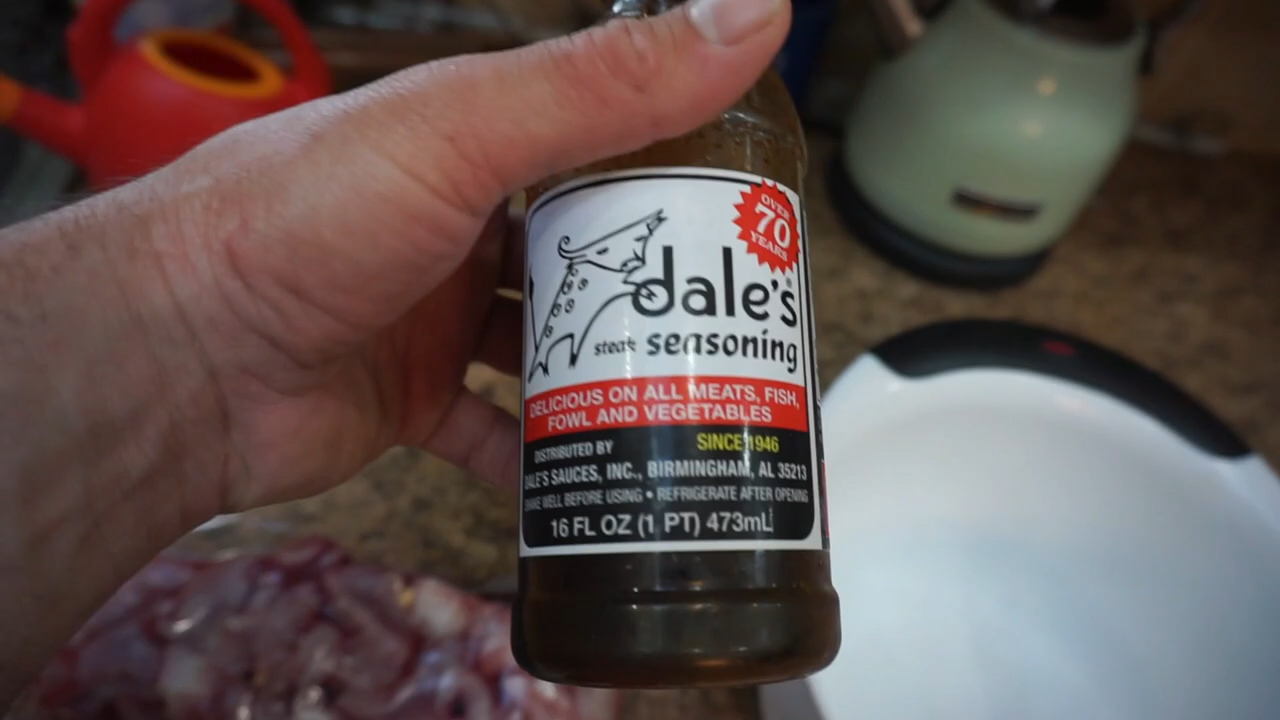 OVER
70
YEARS
dale's®
steak seasoning
DELICIOUS ON ALL MEATS, FISH,
FOWL AND VEGETABLES
DISTRIBUTED BY SINCE 1946
DALE'S SAUCES, INC., BIRMINGHAM, AL 35213
SHAKE WELL BEFORE USING • REFRIGERATE AFTER OPENING
16 FL OZ (1 PT) 473mL